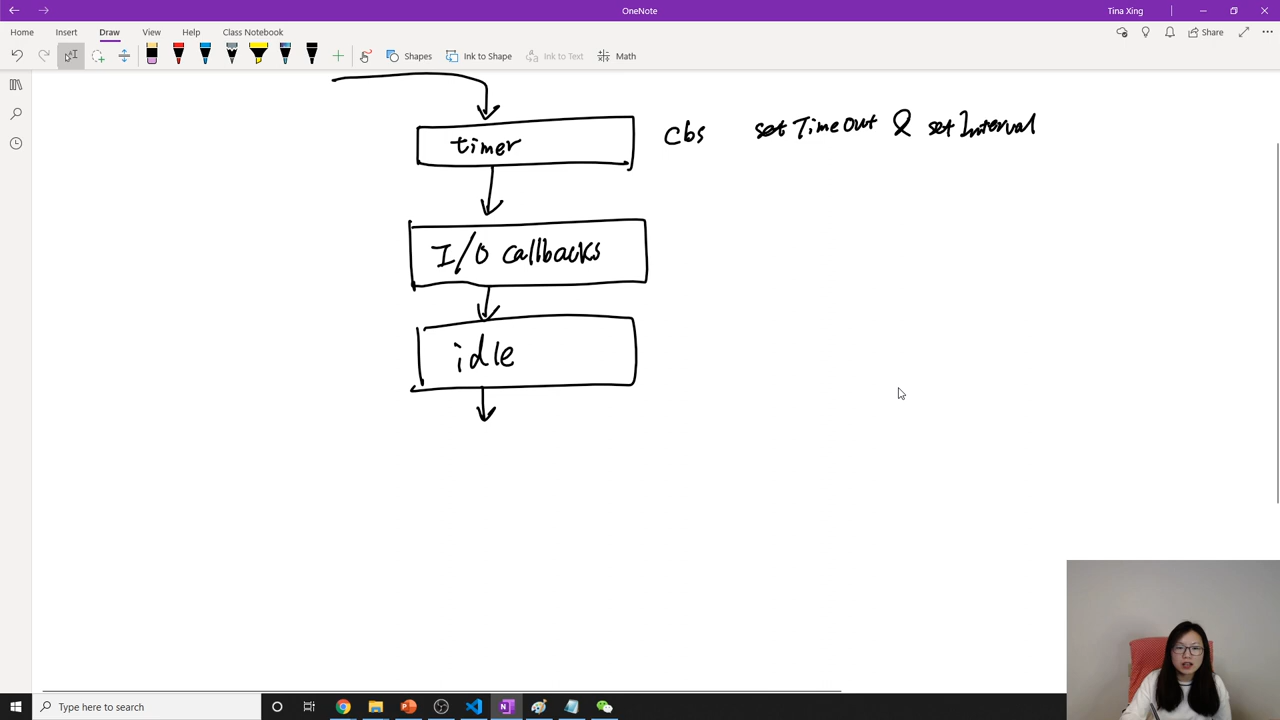 OneNote
Tina Xing
Home Insert Draw View Help Class Notebook
Share
Shapes Ink to Shape Ink to Text Math
timer
cbs setTimeOut & setInterval
I/O callbacks
idle
Type here to search